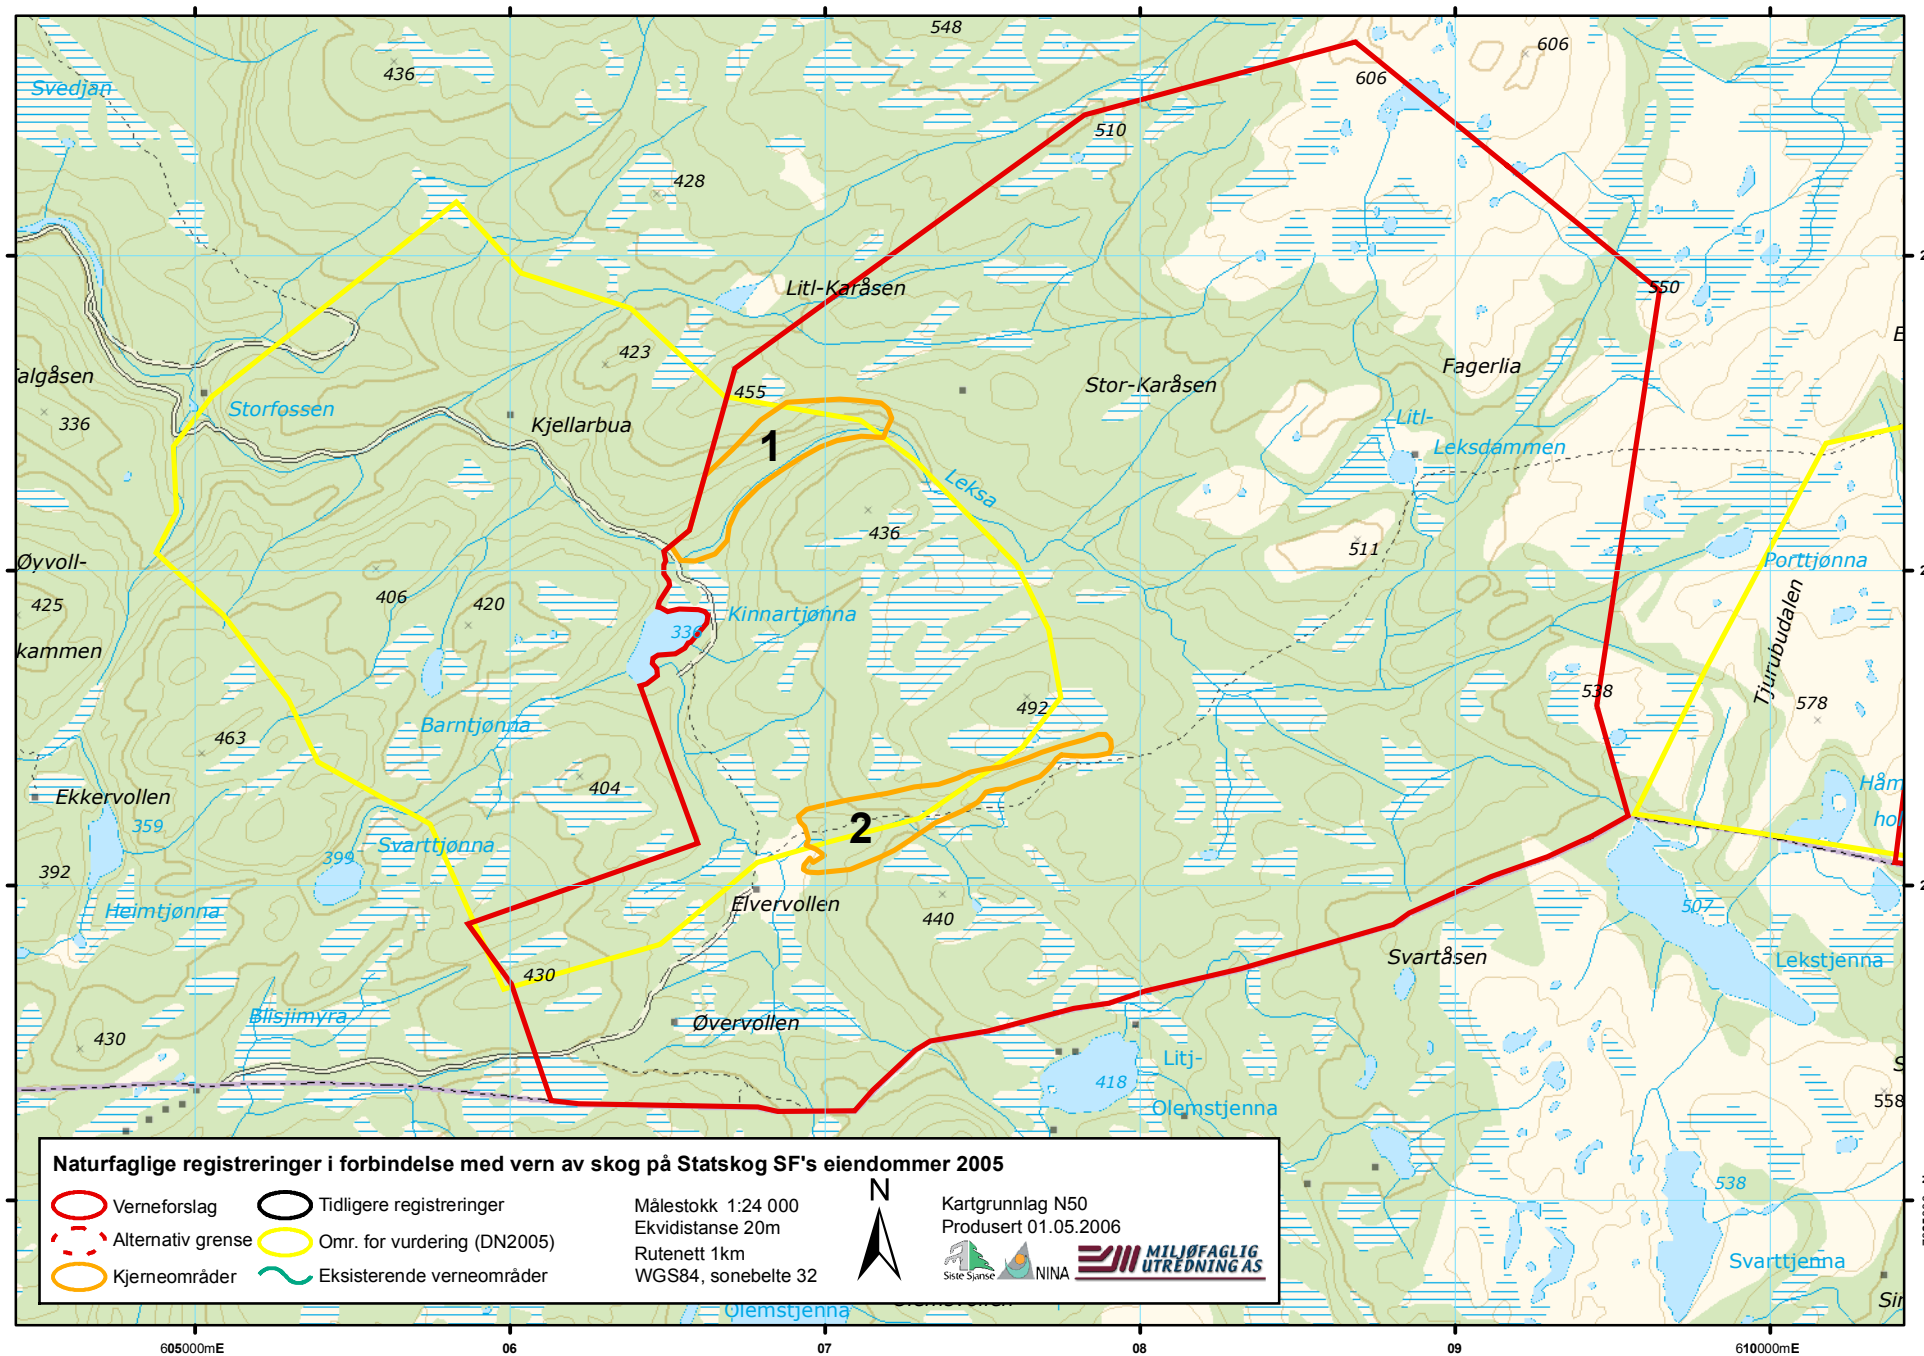 548
606
436
Svedjan
606
510
428
Litl-Karåsen
550
423
Fagerlia
algåsen
455
Stor-Karåsen
Storfossen
336
Kjellarbua
Litl-
Leksdammen
1
Leksa
436
511
Øyvoll-
Porttjønna
425
406
420
Kinnartjønna
336
Tjurubudalen
kammen
538
492
578
Barntjønna
463
404
Ekkervollen
359
Håm
ho
2
Svarttjønna
399
392
Elvervollen
Heimtjønna
440
507
Svartåsen
Lekstjenna
430
Blisjimyra
Øvervollen
430
Litj-
418
Olemstjenna
558
Naturfaglige registreringer i forbindelse med vern av skog på Statskog SF's eiendommer 2005
Verneforslag
Alternativ grense
Kjerneområder
Tidligere registreringer
Omr. for vurdering (DN2005)
Eksisterende verneområder
Målestokk 1:24 000
Ekvidistanse 20m
Rutenett 1km
WGS84, sonebelte 32
N
Kartgrunnlag N50
Produsert 01.05.2006
Siste Sjanse
NINA
MILJØFAGLIG
UTREDNING AS
538
Svarttjenna
Olemstjenna
Sir
605000mE
06
07
08
09
610000mE